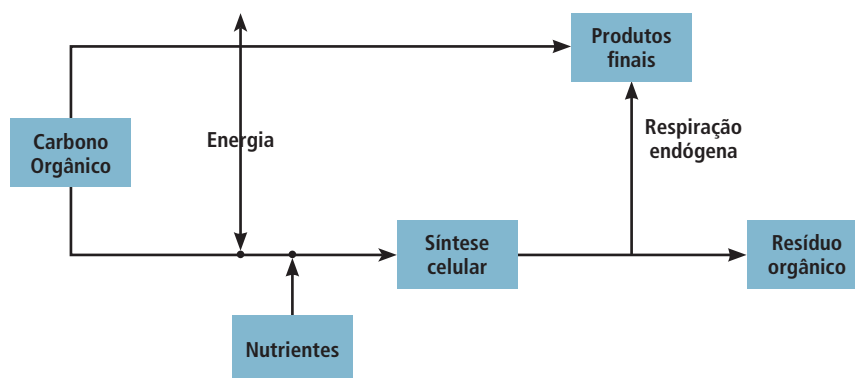 Produtos
finais
Carbono
Orgânico
Energia
Respiração
endógena
Síntese
celular
Resíduo
orgânico
Nutrientes